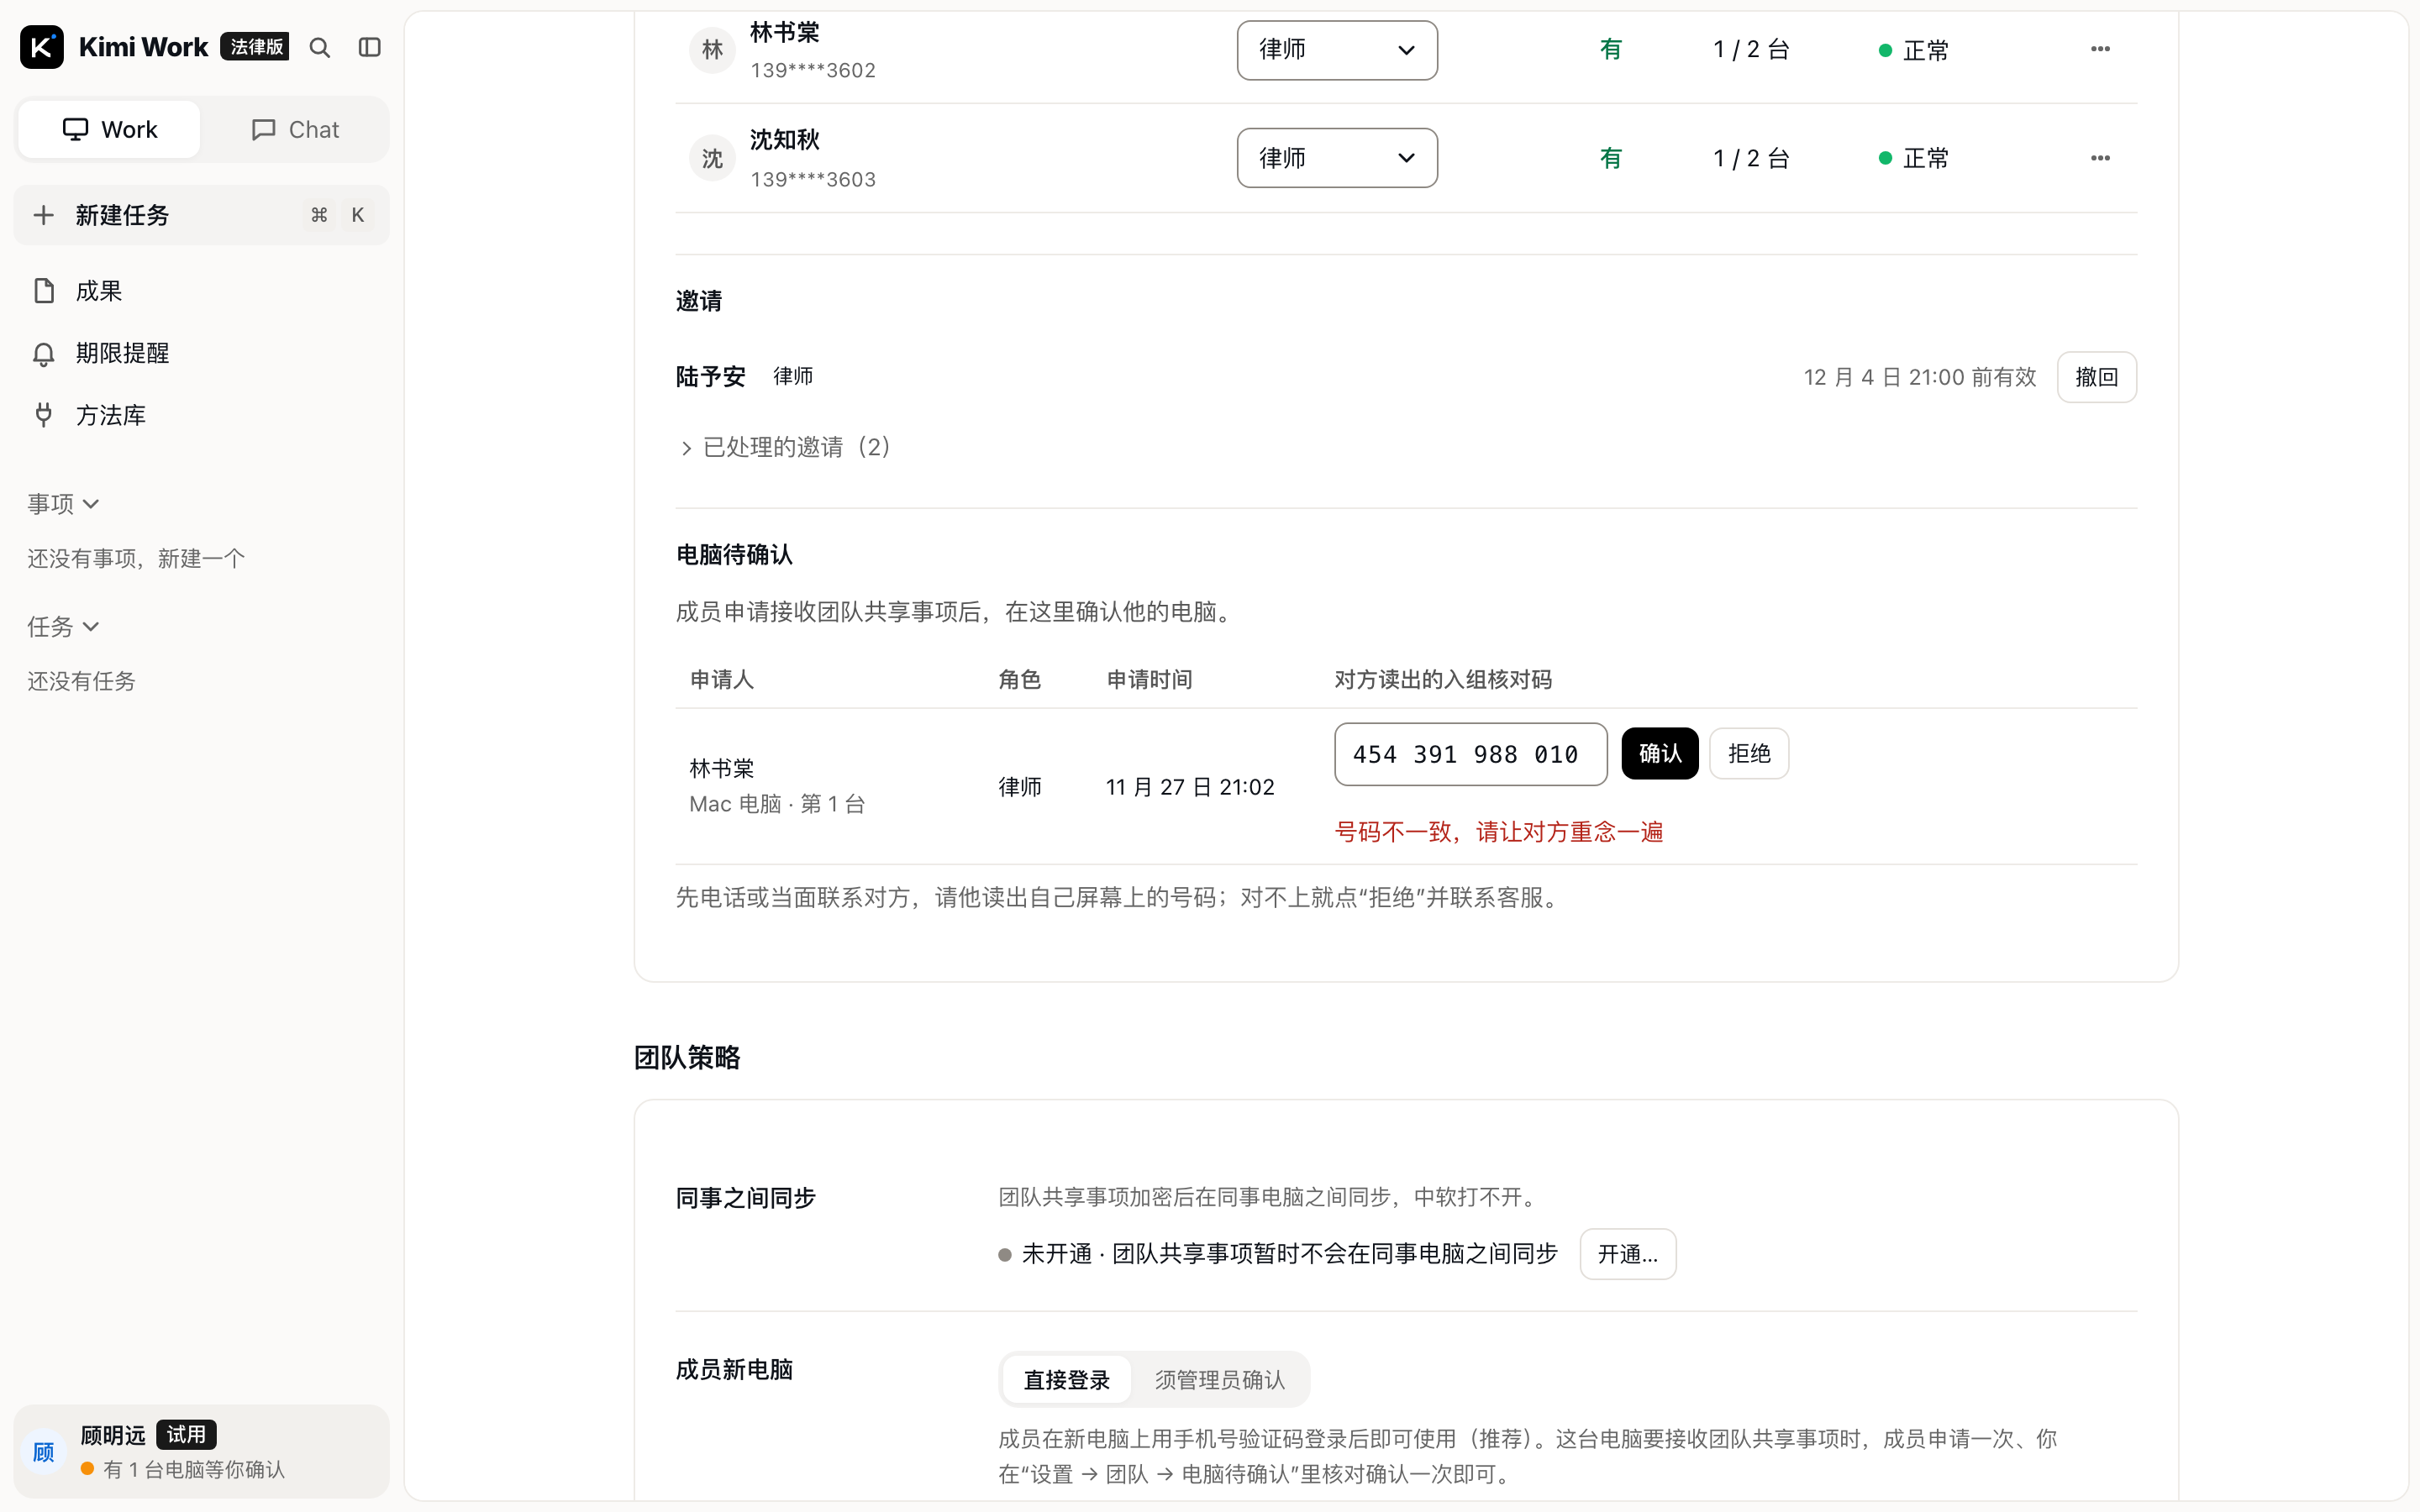 Kimi Work 法律版
Work Chat
新建任务 ⌘ K
成果
期限提醒
方法库
事项
还没有事项，新建一个
任务
还没有任务
顾 顾明远 试用
有 1 台电脑等你确认
林 林书棠 律师 有 1 / 2 台 正常
139****3602
沈 沈知秋 律师 有 1 / 2 台 正常
139****3603
邀请
陆予安 律师 12 月 4 日 21:00 前有效 撤回
已处理的邀请（2）
电脑待确认
成员申请接收团队共享事项后，在这里确认他的电脑。
申请人 角色 申请时间 对方读出的入组核对码
林书棠 律师 11 月 27 日 21:02 454 391 988 010 确认 拒绝
Mac 电脑 · 第 1 台
号码不一致，请让对方重念一遍
先电话或当面联系对方，请他读出自己屏幕上的号码；对不上就点“拒绝”并联系客服。
团队策略
同事之间同步 团队共享事项加密后在同事电脑之间同步，中软打不开。
未开通 · 团队共享事项暂时不会在同事电脑之间同步 开通...
成员新电脑 直接登录 须管理员确认
成员在新电脑上用手机号验证码登录后即可使用（推荐）。这台电脑要接收团队共享事项时，成员申请一次、你
在“设置 → 团队 → 电脑待确认”里核对确认一次即可。